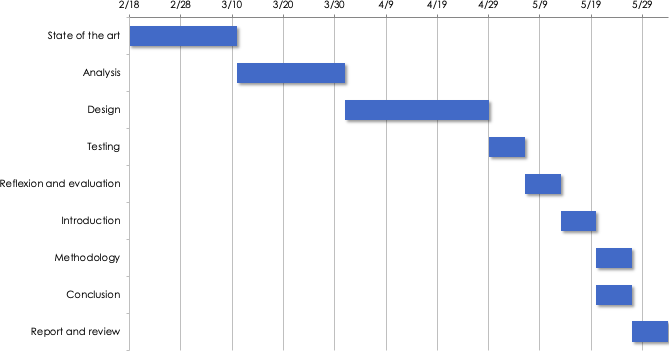 2/18 2/28 3/10 3/20 3/30 4/9 4/19 4/29 5/9 5/19 5/29
State of the art
Analysis
Design
Testing
Reflexion and evaluation
Introduction
Methodology
Conclusion
Report and review